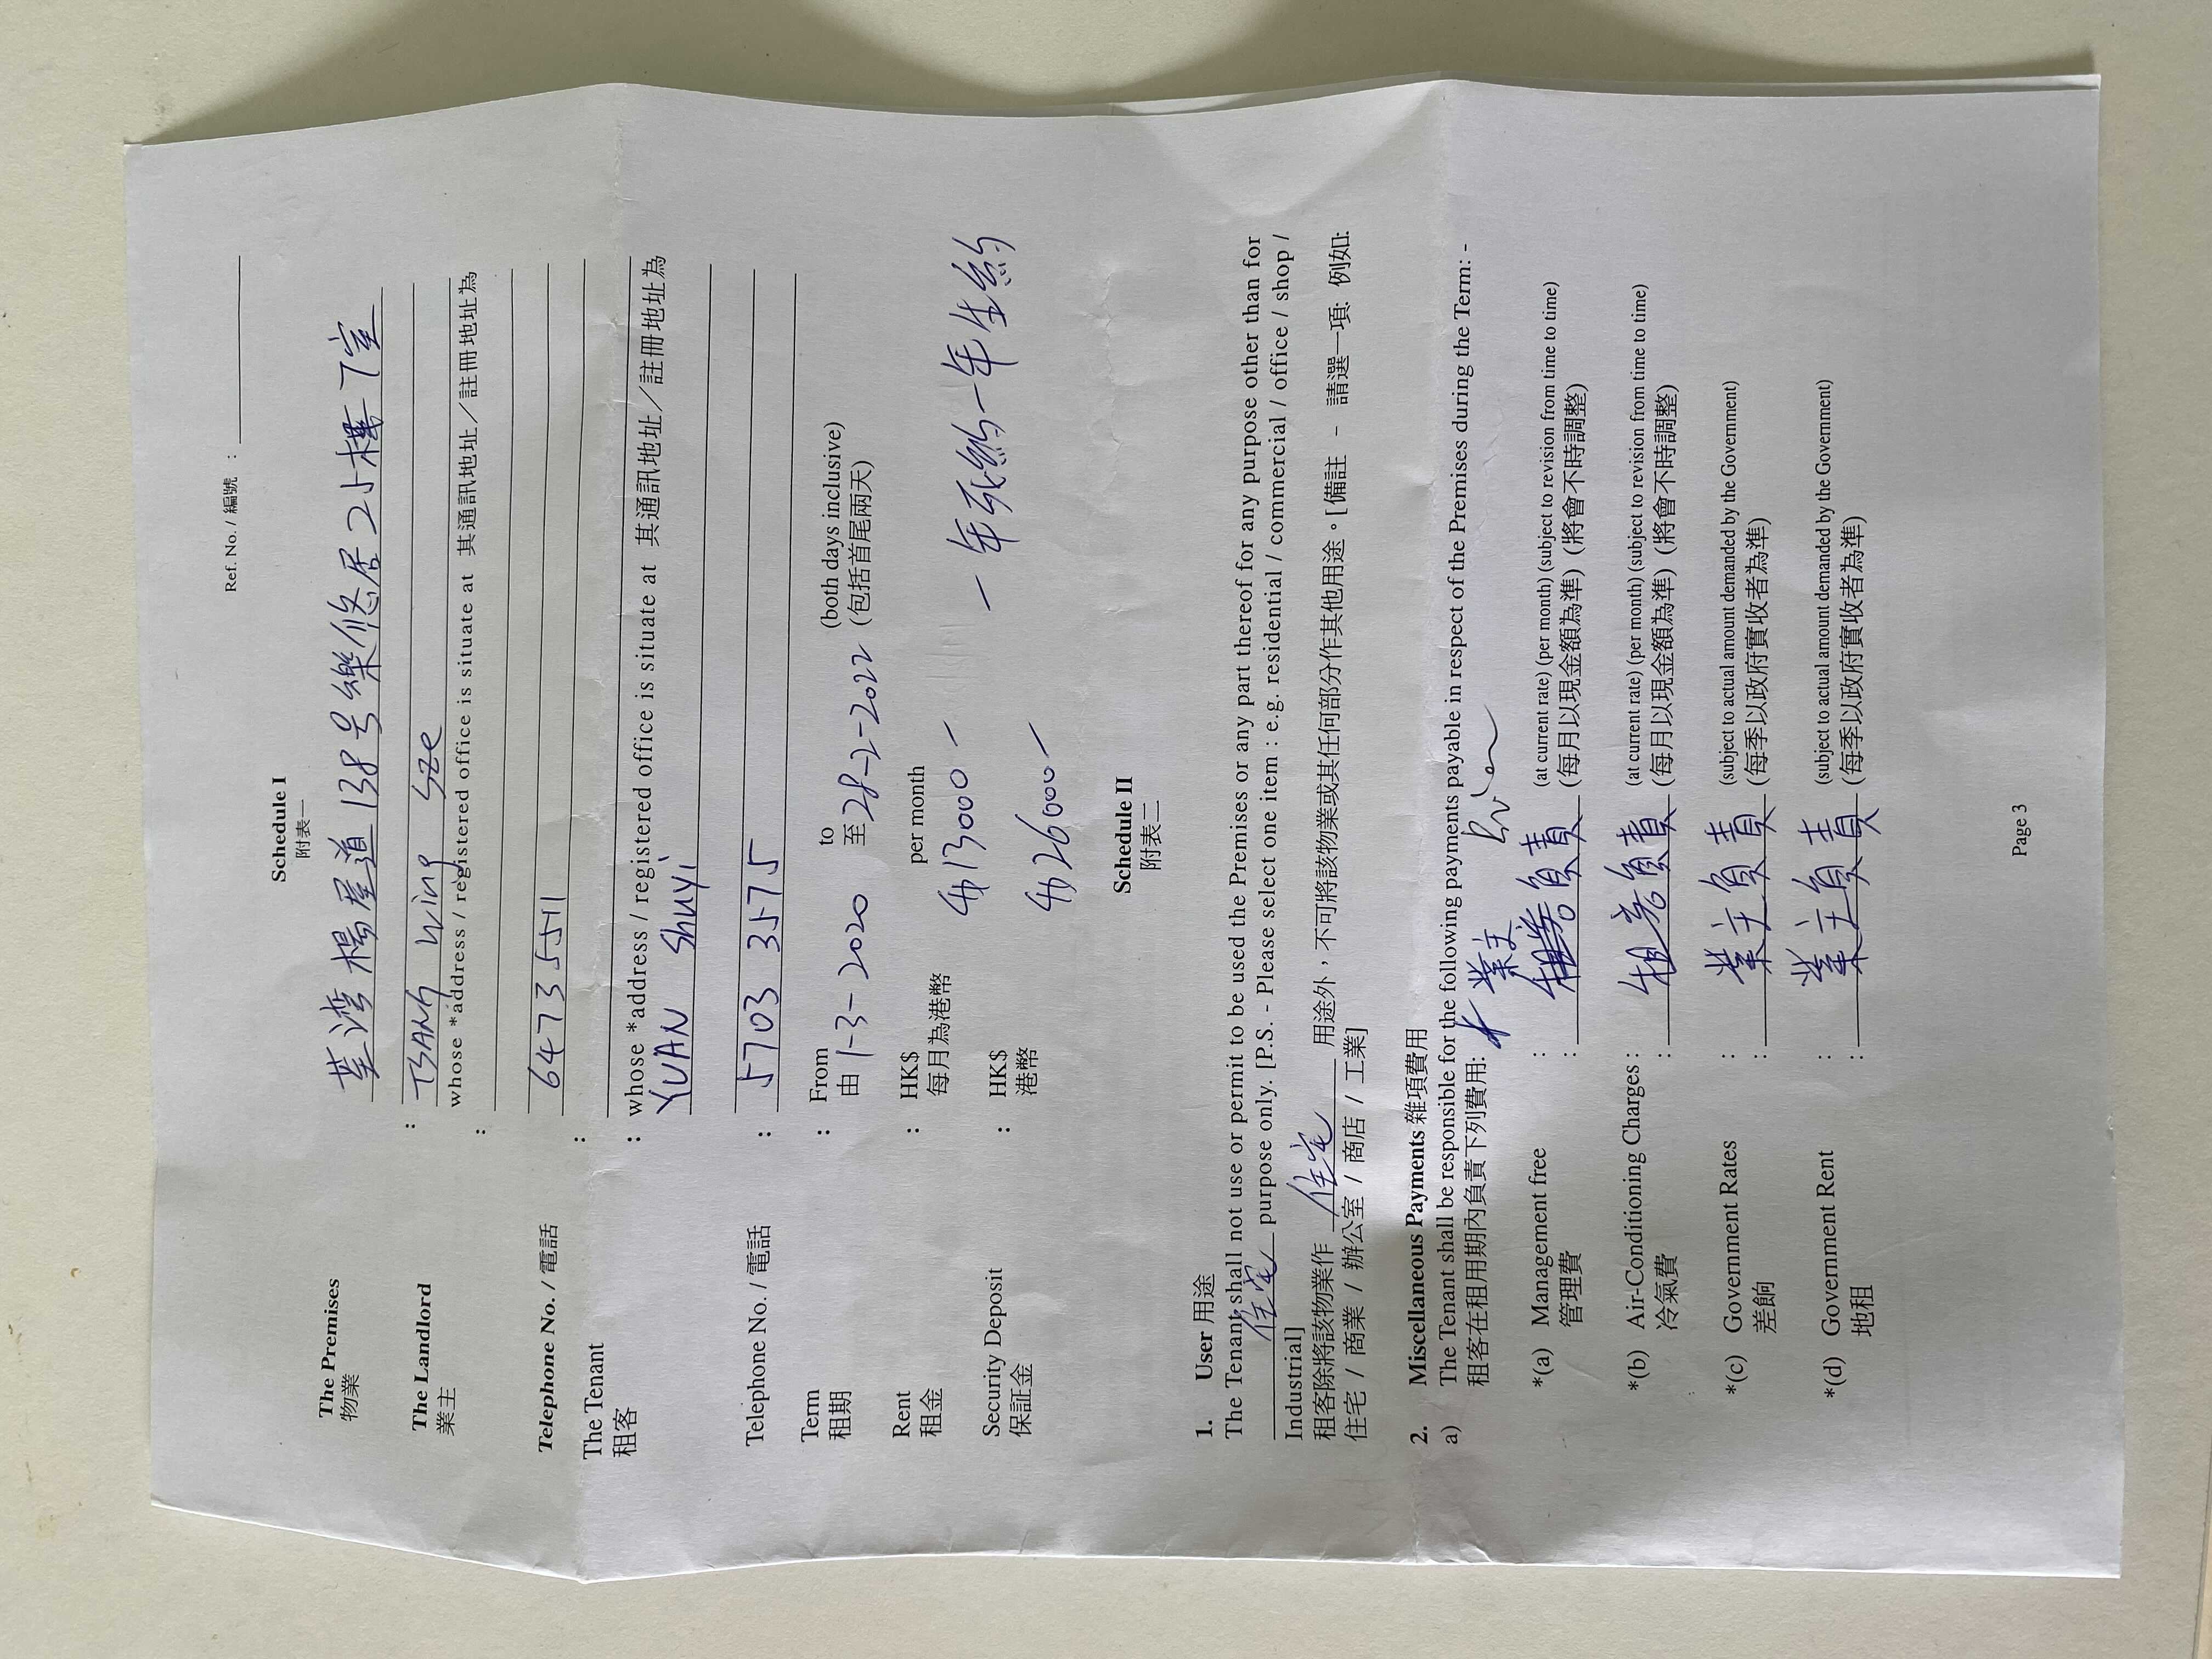 Ref. No. / 編號 :
Schedule I
附表一
The Premises : 荃湾楊屋道138号樂悠居25樓7室
物業
The Landlord : TSANG Wing SZE
業主 whose *address / registered office is situate at 其通訊地址／註冊地址為
Telephone No. / 電話 : 6473 5511
The Tenant :
租客 whose *address / registered office is situate at 其通訊地址／註冊地址為
YUAN Shuyi
Telephone No. / 電話 : 5703 3575
Term : From to (both days inclusive)
租期 由 1-3-2020 至 28-2-2022 (包括首尾兩天)
Rent : HK$ per month
租金 每月為港幣 $13000- 一年死約一年生約
Security Deposit : HK$
保証金 港幣 $26000-
Schedule II
附表二
1. User 用途
The Tenant shall not use or permit to be used the Premises or any part thereof for any purpose other than for
住宅 purpose only. [P.S. - Please select one item : e.g. residential / commercial / office / shop /
Industrial]
租客除將該物業作 住宅 用途外，不可將該物業或其任何部分作其他用途。[備註 - 請選一項: 例如:
住宅 / 商業 / 辦公室 / 商店 / 工業]
2. Miscellaneous Payments 雜項費用
a) The Tenant shall be responsible for the following payments payable in respect of the Premises during the Term: -
租客在租用期內負責下列費用:
業主
*(a) Management free : 負責 (at current rate) (per month) (subject to revision from time to time)
管理費 : (每月以現金額為準) (將會不時調整)
*(b) Air-Conditioning Charges : 租者負責 (at current rate) (per month) (subject to revision from time to time)
冷氣費 : (每月以現金額為準) (將會不時調整)
*(c) Government Rates : 業主負責 (subject to actual amount demanded by the Government)
差餉 : (每季以政府實收者為準)
*(d) Government Rent : 業主負責 (subject to actual amount demanded by the Government)
地租 : (每季以政府實收者為準)
Page 3